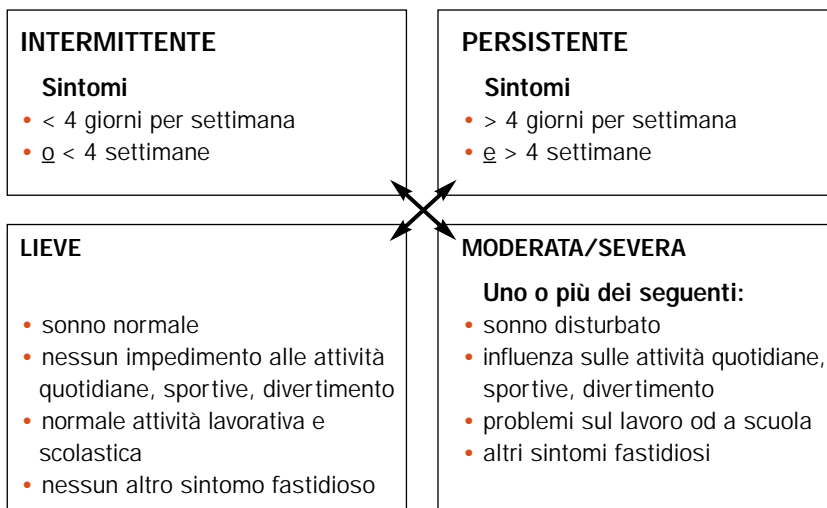 INTERMITTENTE
Sintomi
• < 4 giorni per settimana
• o < 4 settimane
PERSISTENTE
Sintomi
• > 4 giorni per settimana
• e > 4 settimane
LIEVE
• sonno normale
• nessun impedimento alle attività
quotidiane, sportive, divertimento
• normale attività lavorativa e
scolastica
• nessun altro sintomo fastidioso
MODERATA/SEVERA
Uno o più dei seguenti:
• sonno disturbato
• influenza sulle attività quotidiane,
sportive, divertimento
• problemi sul lavoro od a scuola
• altri sintomi fastidiosi